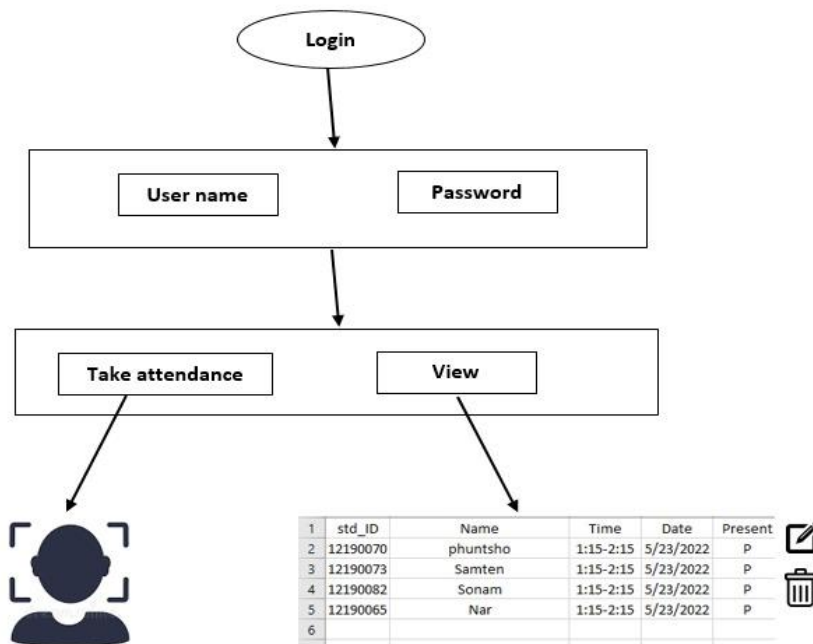 Login
User name
Password
Take attendance
View
1 std_ID Name Time Date Present
2 12190070 phuntsho 1:15-2:15 5/23/2022 P
3 12190073 Samten 1:15-2:15 5/23/2022 P
4 12190082 Sonam 1:15-2:15 5/23/2022 P
5 12190065 Nar 1:15-2:15 5/23/2022 P
6